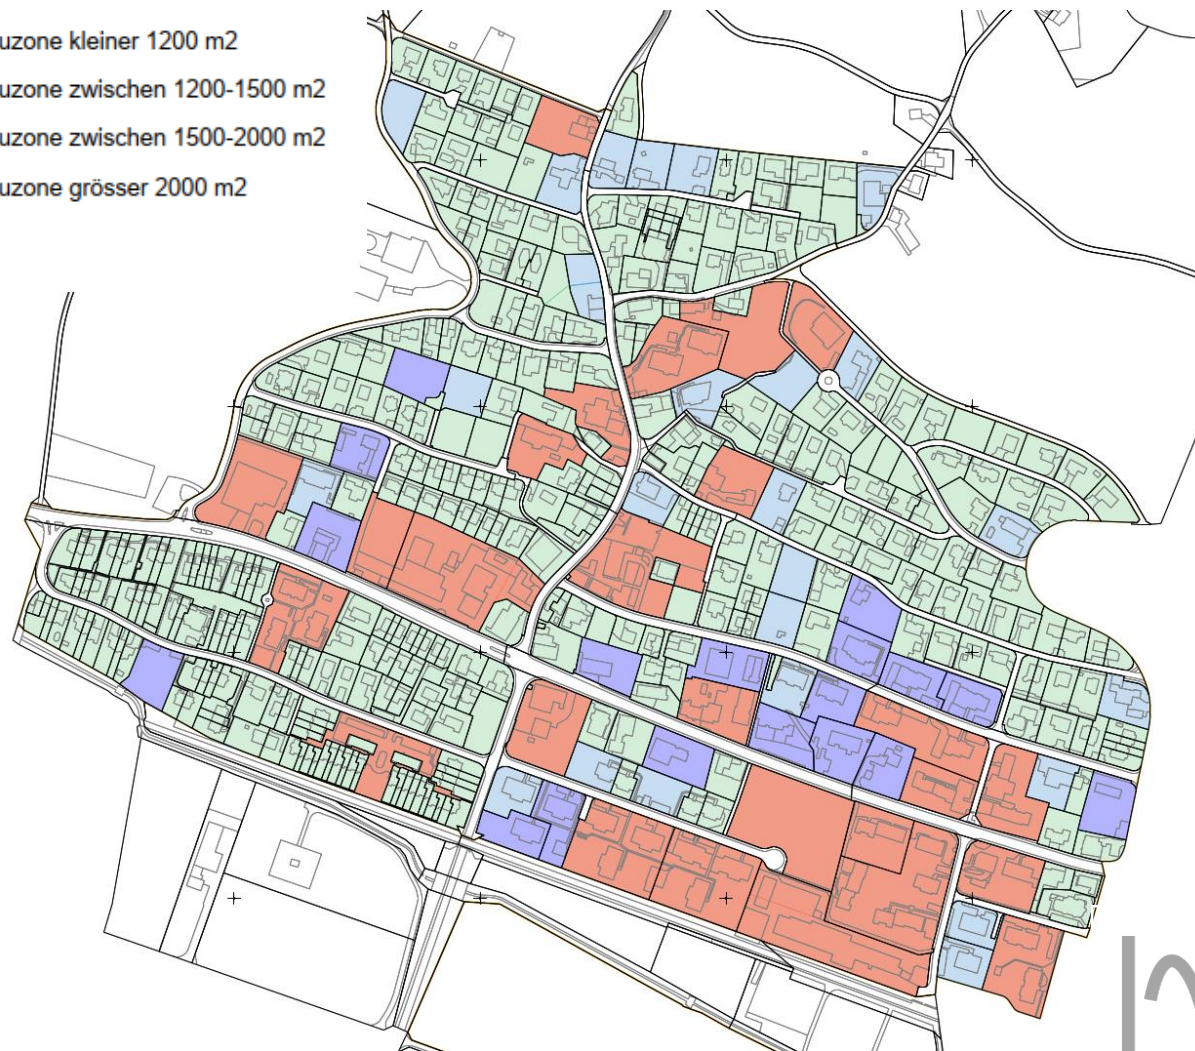 uzone kleiner 1200 m2
uzone zwischen 1200-1500 m2
uzone zwischen 1500-2000 m2
uzone grösser 2000 m2